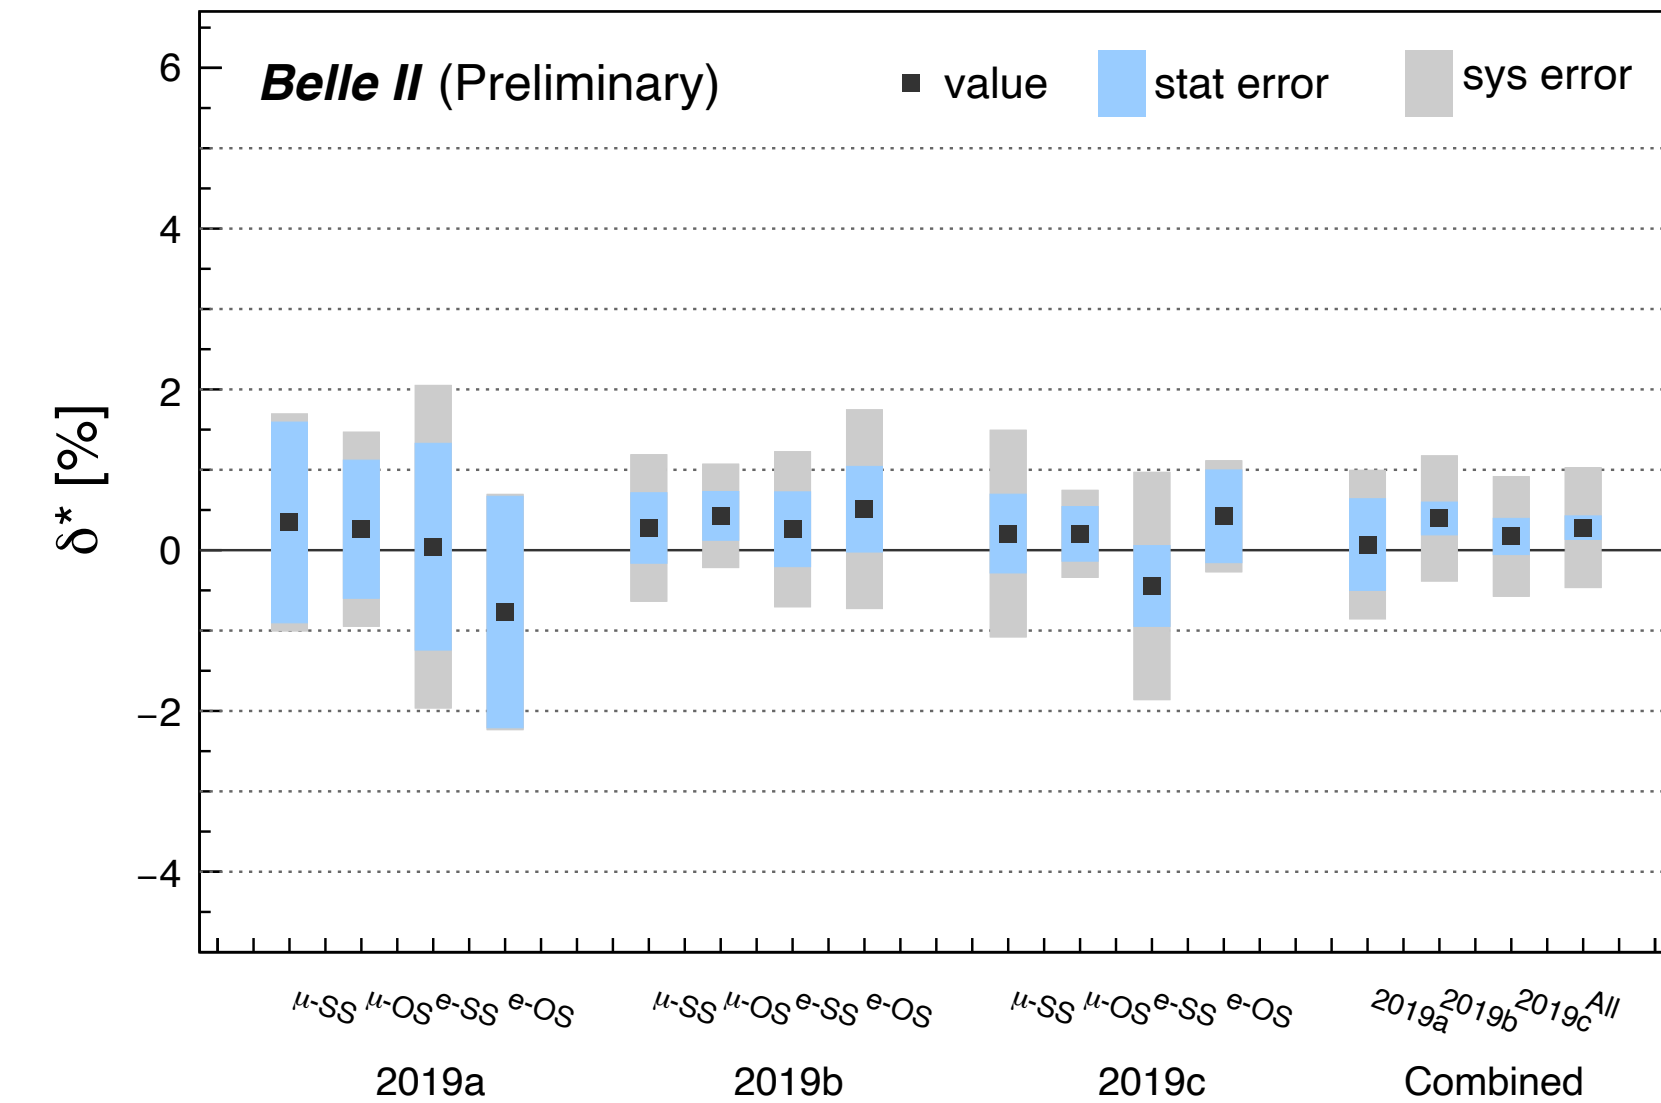 Belle II (Preliminary)
value
stat error
sys error
δ* [%]
6
4
2
0
−2
−4
μ-SS μ-OS e-SS e-OS
μ-SS μ-OS e-SS e-OS
μ-SS μ-OS e-SS e-OS
2019a 2019b 2019c All
2019a
2019b
2019c
Combined